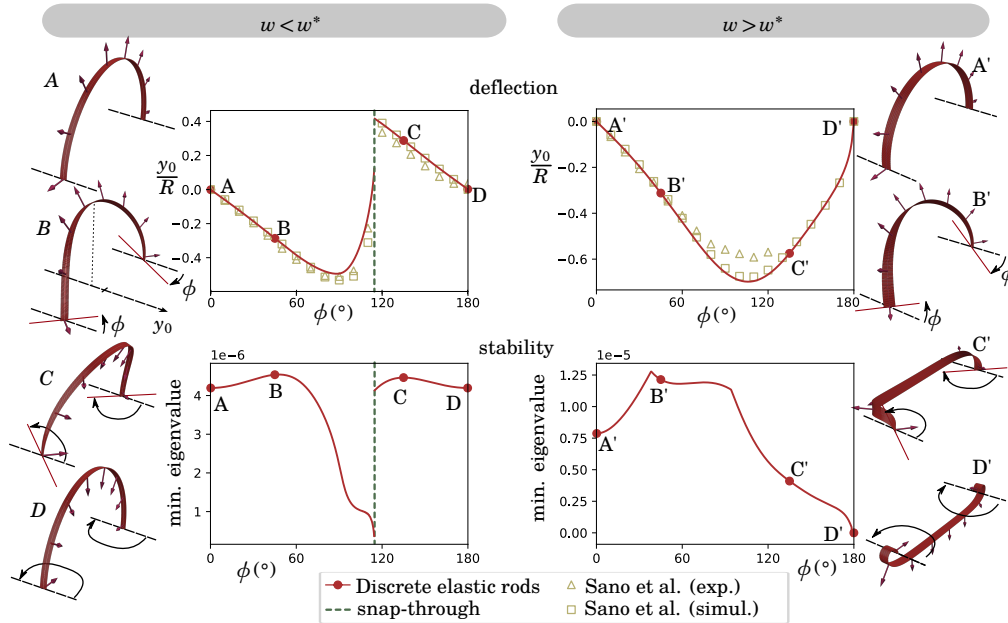 w < w*
w > w*
A
deflection
A'
0.4
0.2
0.0
−0.2
−0.4
y₀
R
A
B
C
D
0
60
120
180
ϕ(°)
0.0
−0.2
−0.4
−0.6
y₀
R
A'
B'
C'
D'
0
60
120
180
ϕ(°)
B
ϕ
ϕ
y₀
B'
ϕ
ϕ
stability
C
1e−6
4
3
2
1
min. eigenvalue
A
B
C
D
0
60
120
180
ϕ(°)
1e−5
1.25
1.00
0.75
0.50
0.25
0.00
min. eigenvalue
A'
B'
C'
D'
0
60
120
180
ϕ(°)
C'
D
D'
Discrete elastic rods
snap-through
Sano et al. (exp.)
Sano et al. (simul.)